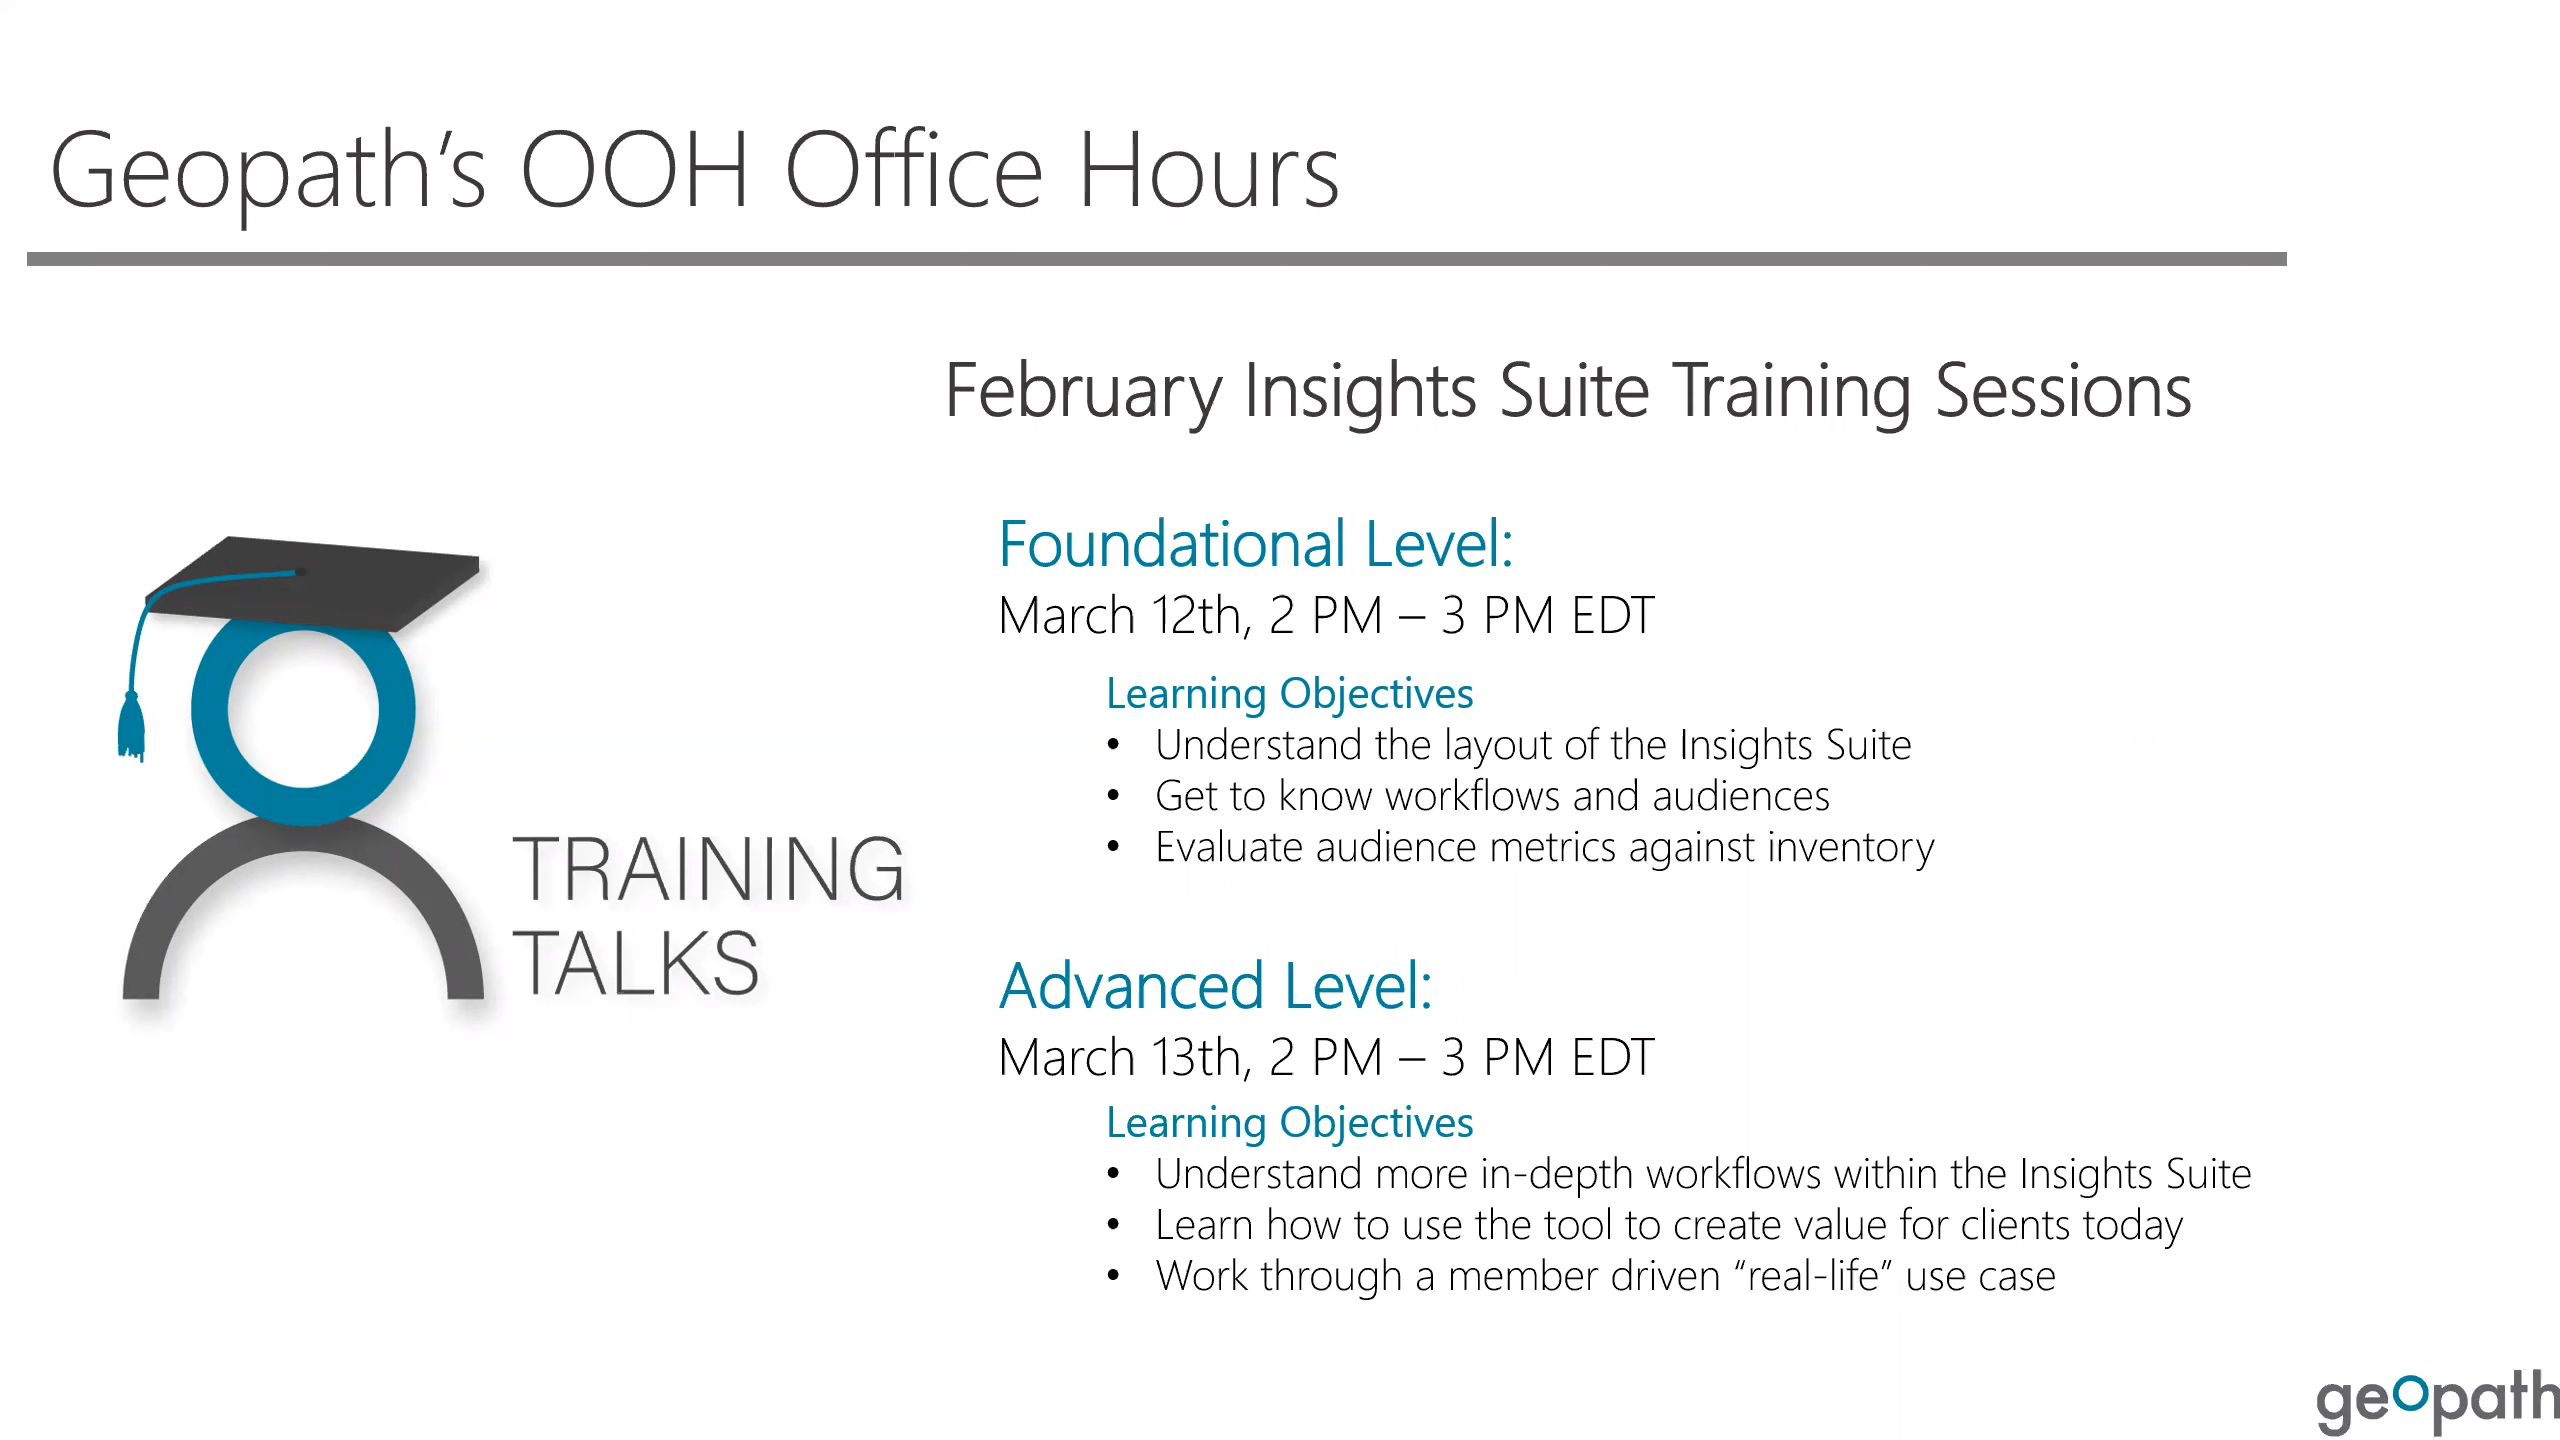 Geopath’s OOH Office Hours
February Insights Suite Training Sessions
Foundational Level:
March 12th, 2 PM – 3 PM EDT
Learning Objectives
• Understand the layout of the Insights Suite
• Get to know workflows and audiences
• Evaluate audience metrics against inventory
TRAINING
TALKS
Advanced Level:
March 13th, 2 PM – 3 PM EDT
Learning Objectives
• Understand more in-depth workflows within the Insights Suite
• Learn how to use the tool to create value for clients today
• Work through a member driven “real-life” use case
geopath